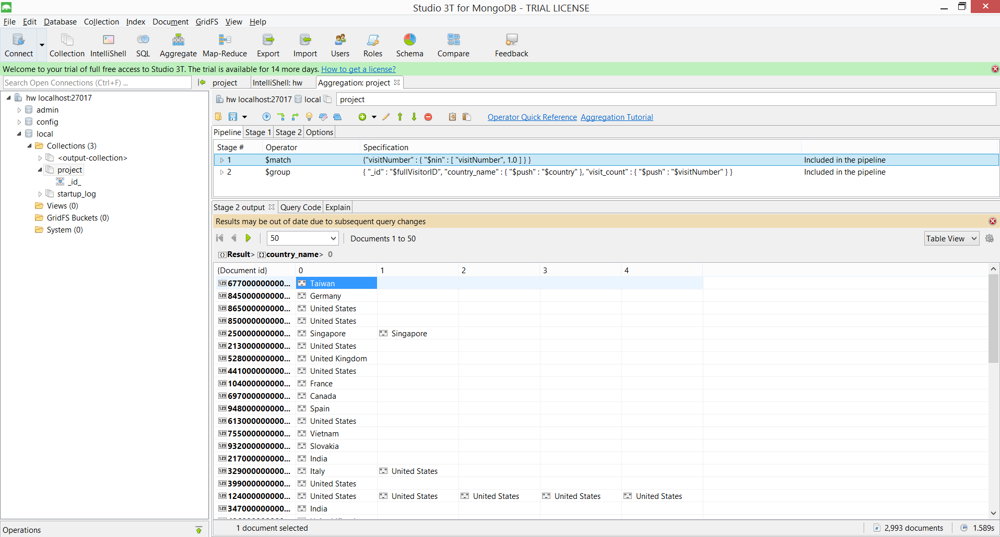 Studio 3T for MongoDB - TRIAL LICENSE
File Edit Database Collection Index Document GridFS View Help
Connect Collection IntelliShell SQL Aggregate Map-Reduce Export Import Users Roles Schema Compare Feedback
Welcome to your trial of full free access to Studio 3T. The trial is available for 14 more days. How to get a license?
Search Open Connections (Ctrl+F) ...
project IntelliShell: hw Aggregation: project
hw localhost:27017
admin
config
local
Collections (3)
<output-collection>
project
_id_
startup_log
Views (0)
GridFS Buckets (0)
System (0)
Operations
hw localhost:27017 local project
Operator Quick Reference Aggregation Tutorial
Pipeline Stage 1 Stage 2 Options
Stage # Operator Specification
1 $match {"visitNumber" : { "$nin" : [ "visitNumber", 1.0 ] } } Included in the pipeline
2 $group { "_id" : "$fullVisitorID", "country_name" : { "$push" : "$country" }, "visit_count" : { "$push" : "$visitNumber" } } Included in the pipeline
Stage 2 output Query Code Explain
Results may be out of date due to subsequent query changes
50 Documents 1 to 50 Table View
Result> country_name> 0
{Document id} 0 1 2 3 4
677000000000... Taiwan
845000000000... Germany
865000000000... United States
850000000000... United States
250000000000... Singapore Singapore
213000000000... United States
528000000000... United Kingdom
441000000000... United States
104000000000... France
697000000000... Canada
948000000000... Spain
613000000000... United States
755000000000... Vietnam
932000000000... Slovakia
217000000000... India
329000000000... Italy United States
399000000000... United States
124000000000... United States United States United States United States United States
347000000000... India
1 document selected 2,993 documents 1.589s